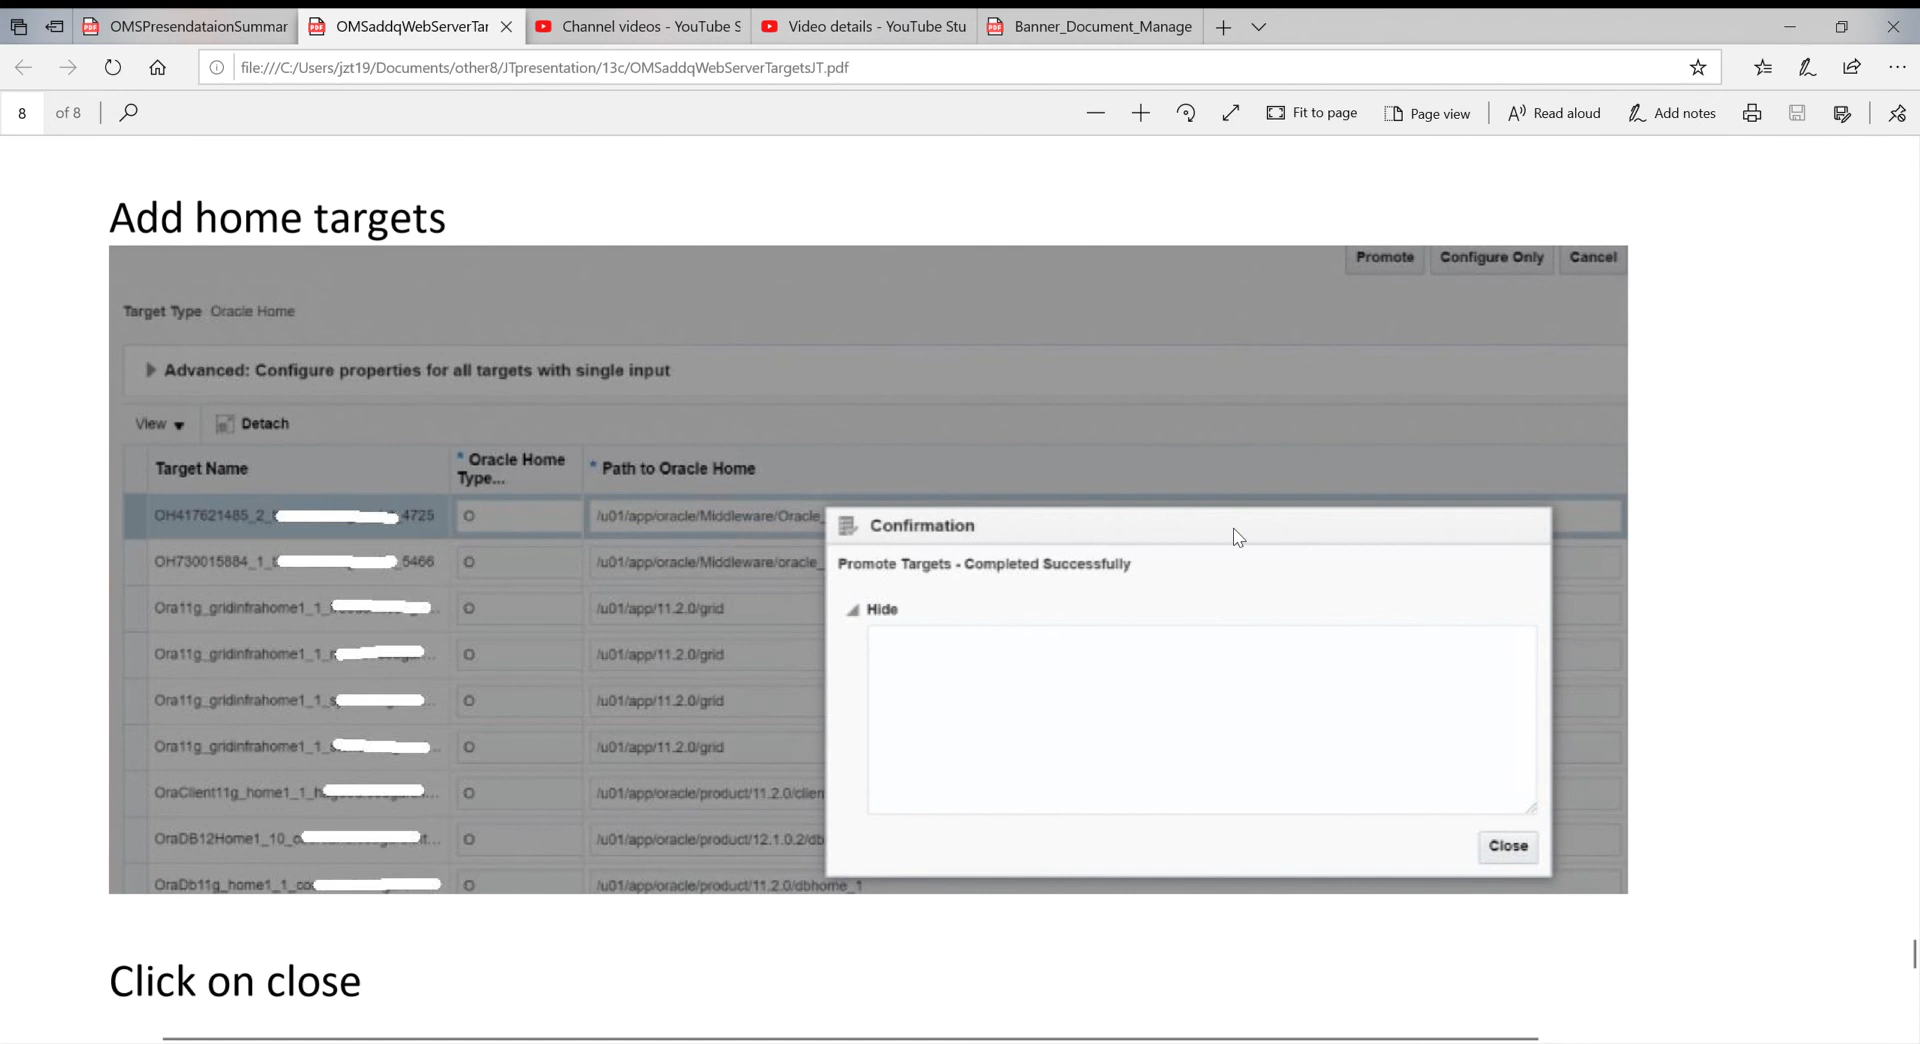 OMSPresendataionSummar
OMSaddqWebServerTar
Channel videos - YouTube S
Video details - YouTube Stu
Banner_Document_Manage
file:///C:/Users/jzt19/Documents/other8/JTpresentation/13c/OMSaddqWebServerTargetsJT.pdf
8 of 8
Fit to page
Page view
Read aloud
Add notes
Add home targets
Promote
Configure Only
Cancel
Target Type Oracle Home
Advanced: Configure properties for all targets with single input
View
Detach
Target Name
* Oracle Home Type...
* Path to Oracle Home
OH417621485_2_ 4725 O /u01/app/oracle/Middleware/Oracle_
OH730015884_1_ 5466 O /u01/app/oracle/Middleware/oracle_
Ora11g_gridinfrahome1_1_ O /u01/app/11.2.0/grid
Ora11g_gridinfrahome1_1_ ... O /u01/app/11.2.0/grid
Ora11g_gridinfrahome1_1_s ... O /u01/app/11.2.0/grid
Ora11g_gridinfrahome1_1_ ... O /u01/app/11.2.0/grid
OraClient11g_home1_1_h ... O /u01/app/oracle/product/11.2.0/clien
OraDB12Home1_10_ ... O /u01/app/oracle/product/12.1.0.2/db
OraDb11g_home1_1_ O /u01/app/oracle/product/11.2.0/dbhome_1
Confirmation
Promote Targets - Completed Successfully
Hide
Close
Click on close